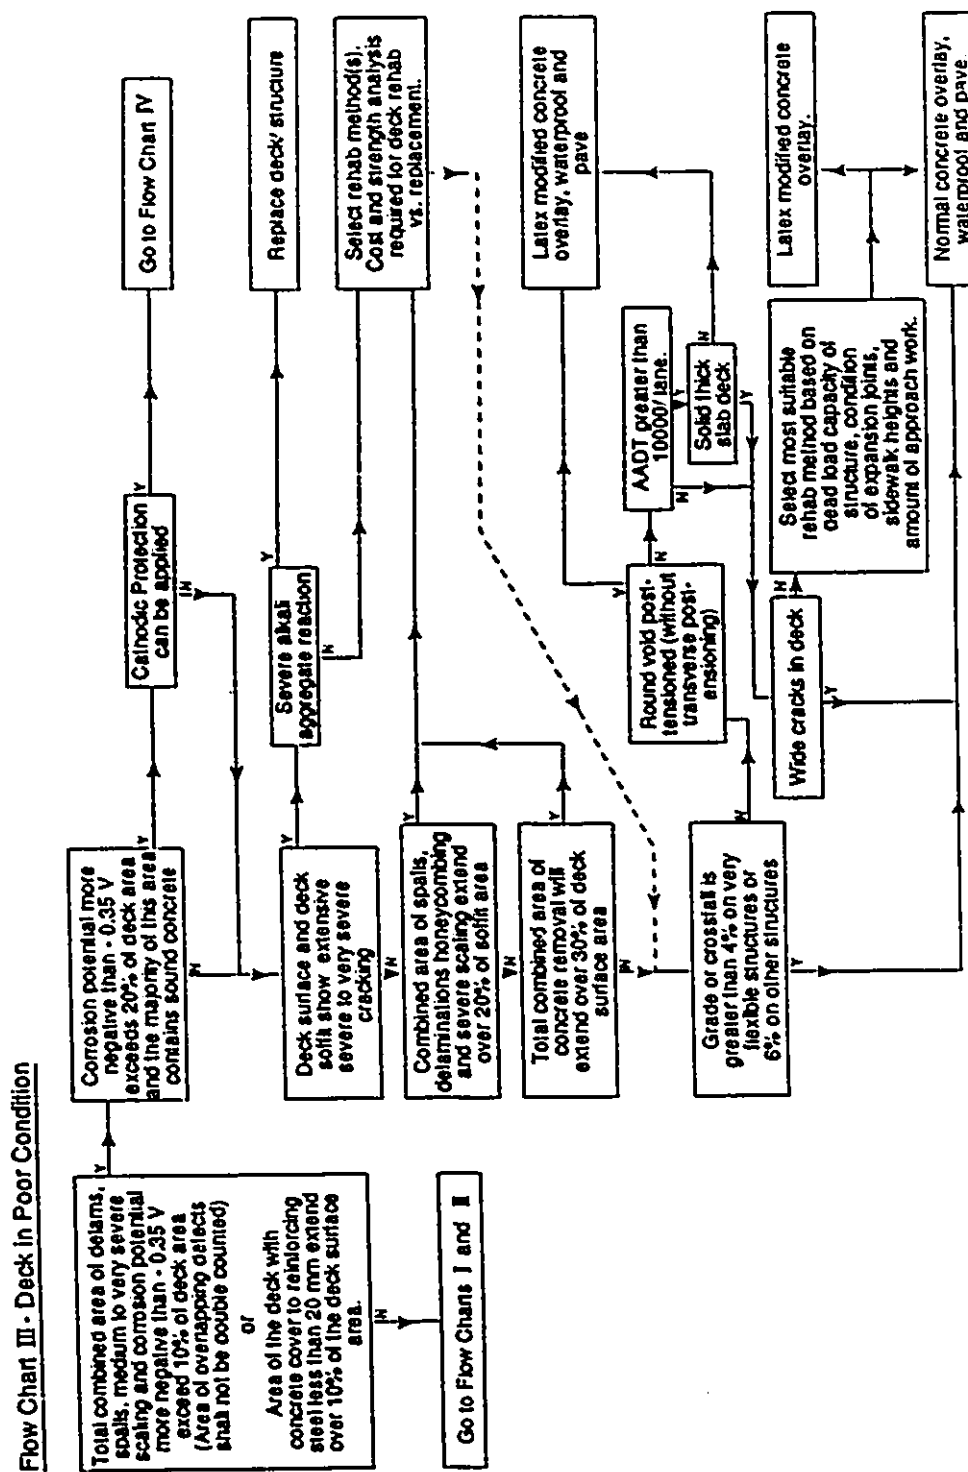 Flow Chart III - Deck in Poor Condition
Total combined area of delams,
spalls, medium to very severe
scaling and corrosion potential
more negative than - 0.35 V
exceed 10% of deck area
(Area of overlapping defects
shall not be double counted)
or
Area of the deck with
concrete cover to reinforcing
steel less than 20 mm extend
over 10% of the deck surface
area.
Y
N
Go to Flow Charts I and II
Corrosion potential more
negative than - 0.35 V
exceeds 20% of deck area
and the majority of this area
contains sound concrete
Y
N
Cathodic Protection
can be applied
Y
N
Go to Flow Chart IV
Deck surface and deck
soffit show extensive
severe to very severe
cracking
Y
N
Severe alkali
aggregate reaction
Y
N
Replace deck/ structure
Combined area of spalls,
delaminations honeycombing
and severe scaling extend
over 20% of soffit area
Y
N
Select rehab method(s).
Cost and strength analysis
required for deck rehab
vs. replacement.
Total combined area of
concrete removal will
extend over 30% of deck
surface area
Y
N
Grade or crossfall is
greater than 4% on very
flexible structures or
6% on other structures
N
Y
Round void post-
tensioned (without
transverse post-
ensioning)
Y
N
Latex modified concrete
overlay, waterproof and
pave
AADT greater than
10000/ lane.
Y
N
Solid thick
slab deck
N
Y
Wide cracks in deck
N
Y
Select most suitable
rehab method based on
dead load capacity of
structure, condition
of expansion joints,
sidewalk heights and
amount of approach work.
Latex modified concrete
overlay.
Normal concrete overlay,
waterproof and pave.